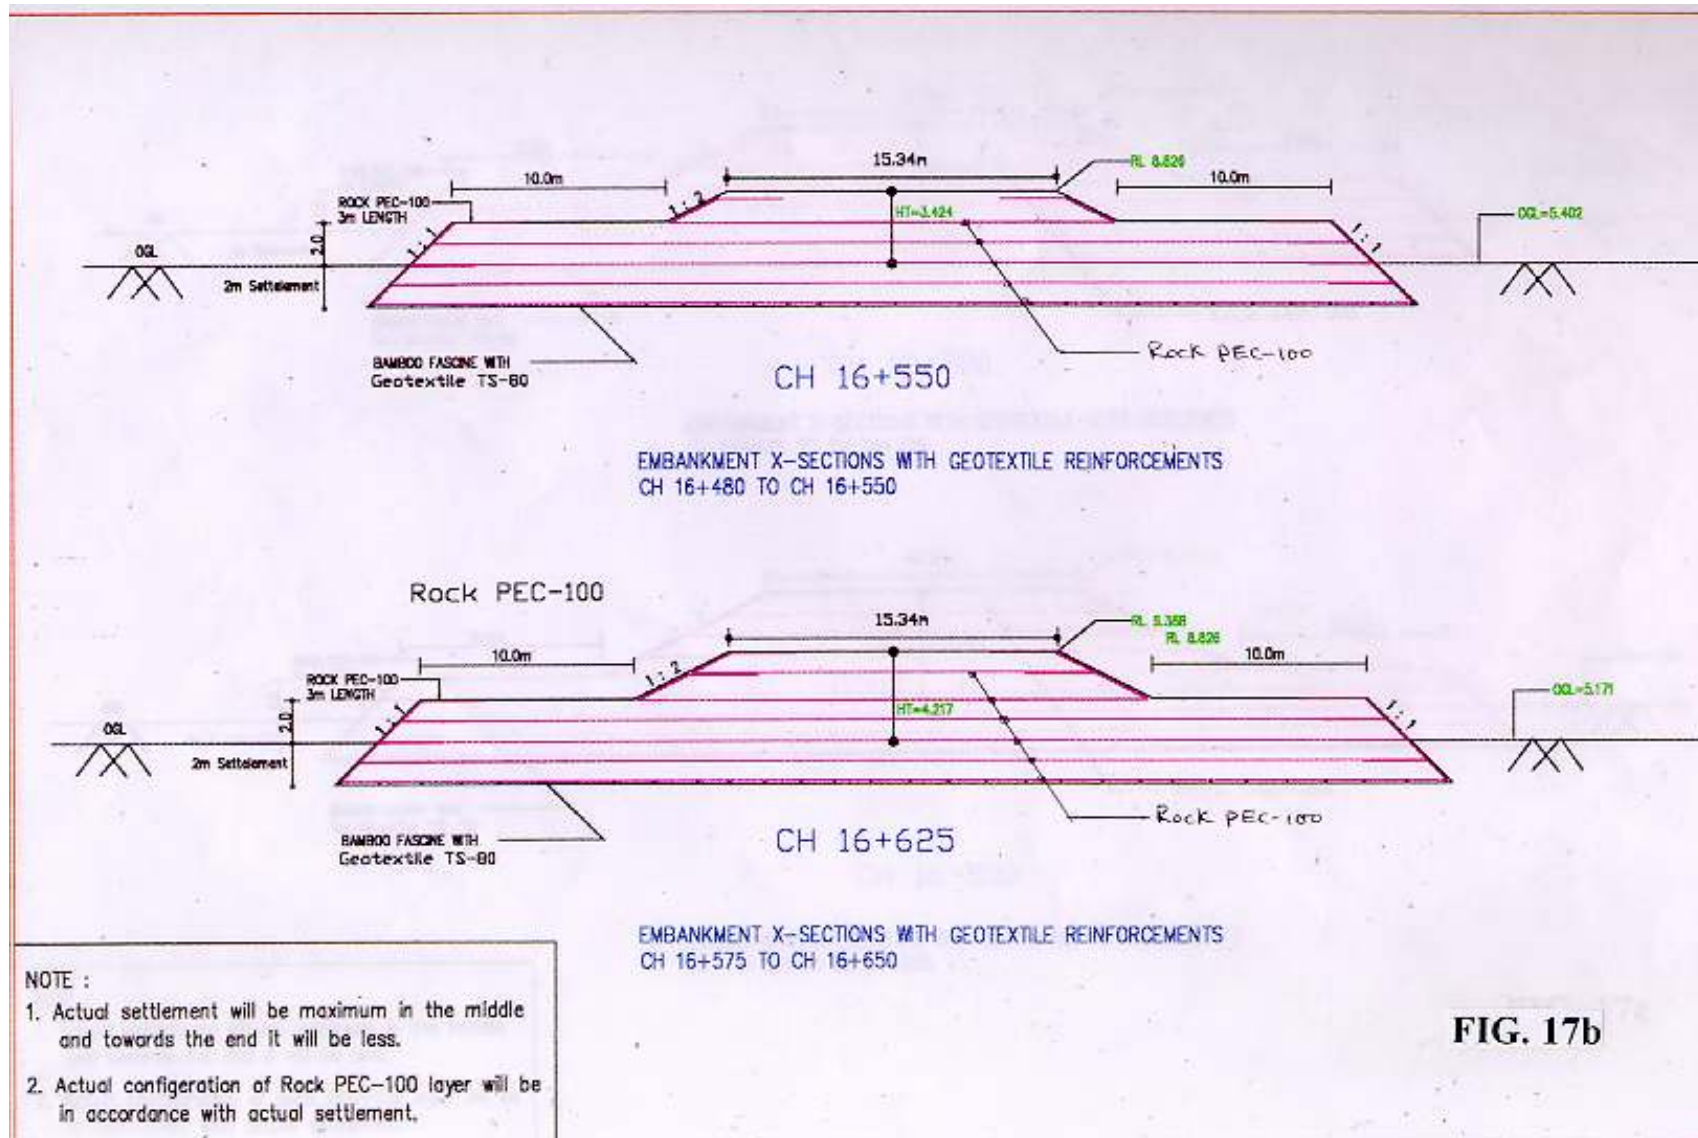 15.34m
RL 8.826
10.0m
10.0m
ROCK PEC-100
3m LENGTH
1 : 2
HT=3.424
OGL=5.402
1 : 1
1 : 1
2.0
OGL
2m Settelement
BAMBOO FASCINE WITH
Geotextile TS-80
Rock PEC-100
CH 16+550
EMBANKMENT X-SECTIONS WITH GEOTEXTILE REINFORCEMENTS
CH 16+480 TO CH 16+550
Rock PEC-100
15.34m
RL 8.826
10.0m
10.0m
ROCK PEC-100
3m LENGTH
1 : 2
OGL=5.171
HT=4.217
1 : 1
1 : 1
2.0
OGL
2m Settelement
BAMBOO FASCINE WITH
Geotextile TS-80
Rock PEC-100
CH 16+625
EMBANKMENT X-SECTIONS WITH GEOTEXTILE REINFORCEMENTS
CH 16+575 TO CH 16+650
NOTE :
1. Actual settlement will be maximum in the middle
and towards the end it will be less.
2. Actual configeration of Rock PEC-100 layer will be
in accordance with actual settlement.
FIG. 17b